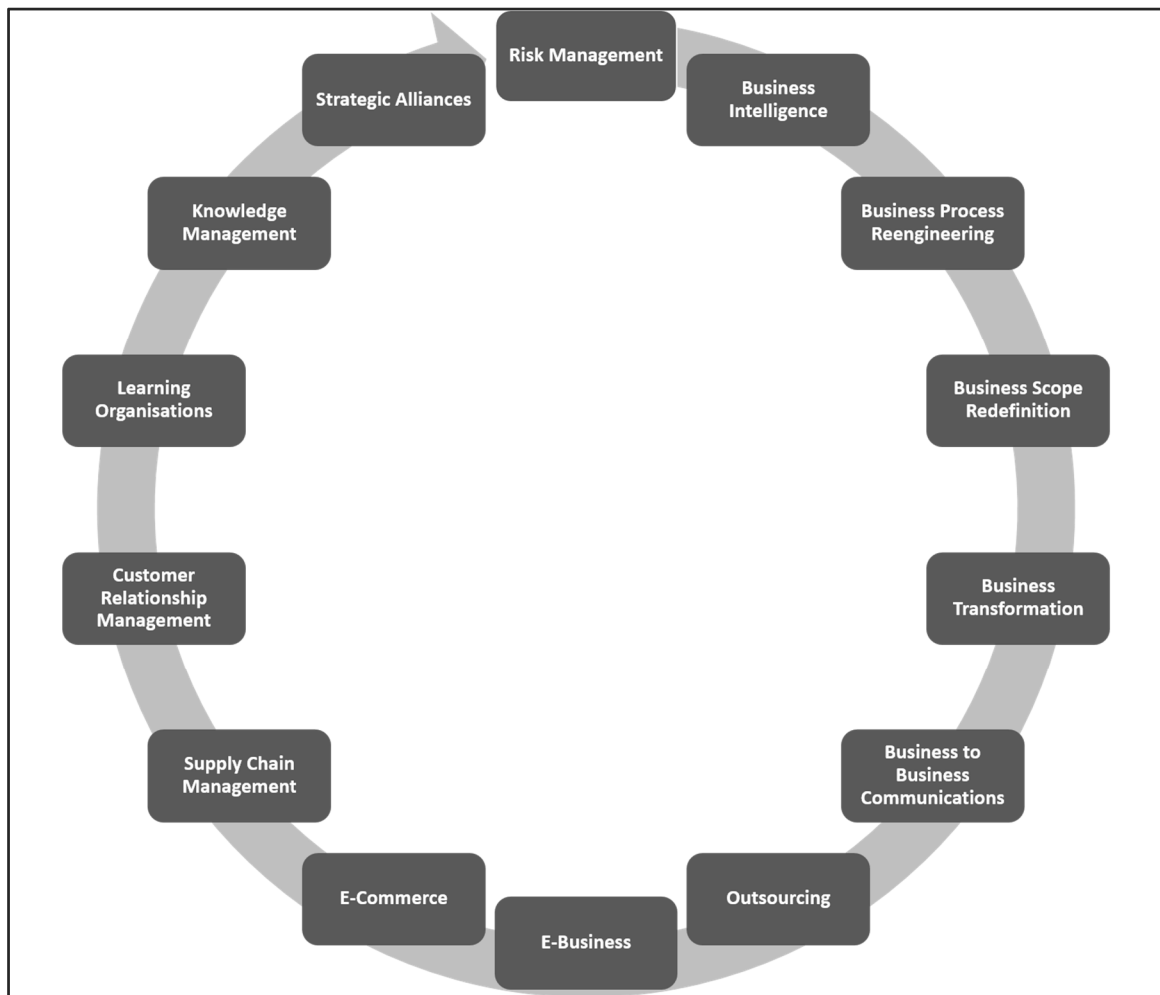 Risk Management
Business
Intelligence
Business Process
Reengineering
Business Scope
Redefinition
Business
Transformation
Business to
Business
Communications
Outsourcing
E-Business
E-Commerce
Supply Chain
Management
Customer
Relationship
Management
Learning
Organisations
Knowledge
Management
Strategic Alliances